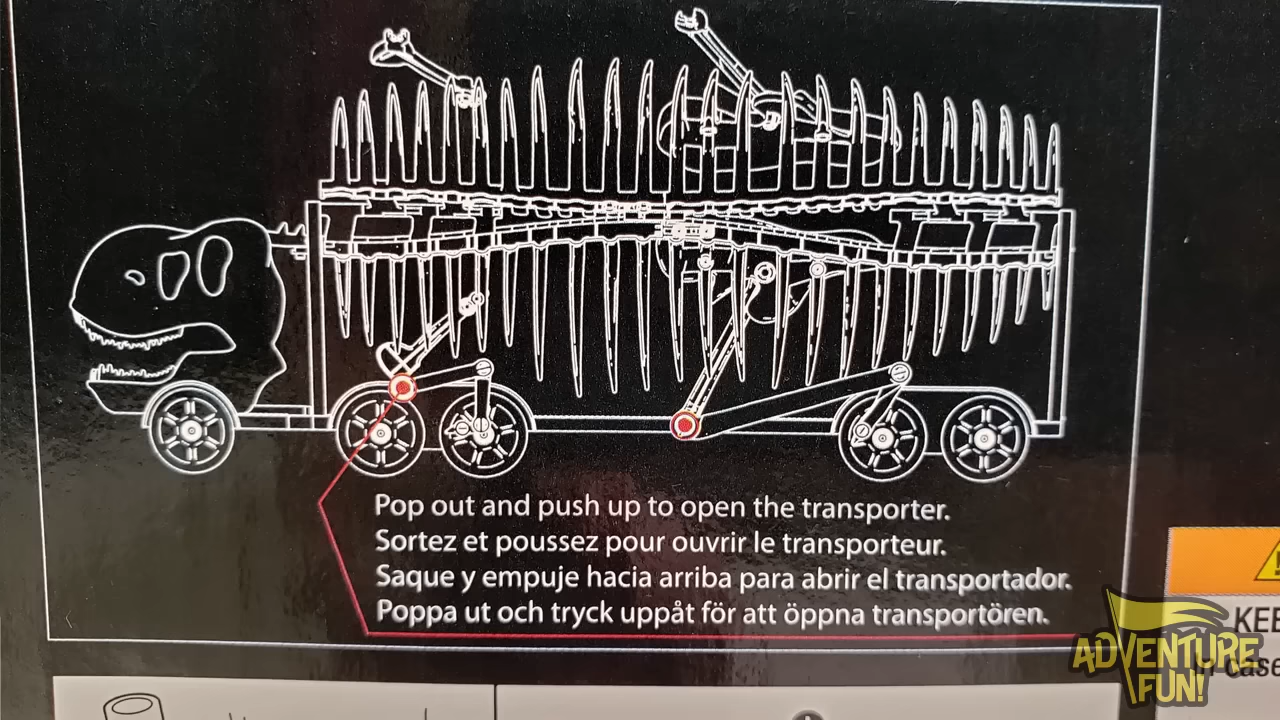 Pop out and push up to open the transporter.
Sortez et poussez pour ouvrir le transporteur.
Saque y empuje hacia arriba para abrir el transportador.
Poppa ut och tryck uppåt för att öppna transportören.
ADVENTURE
FUN!